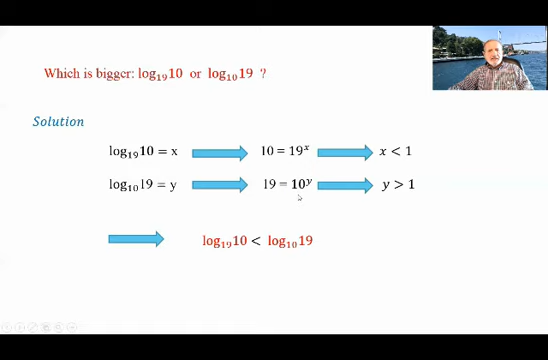 Which is bigger: log₁₉10 or log₁₀19 ?
Solution
log₁₉10 = x 10 = 19ˣ x < 1
log₁₀19 = y 19 = 10ʸ y > 1
log₁₉10 < log₁₀19